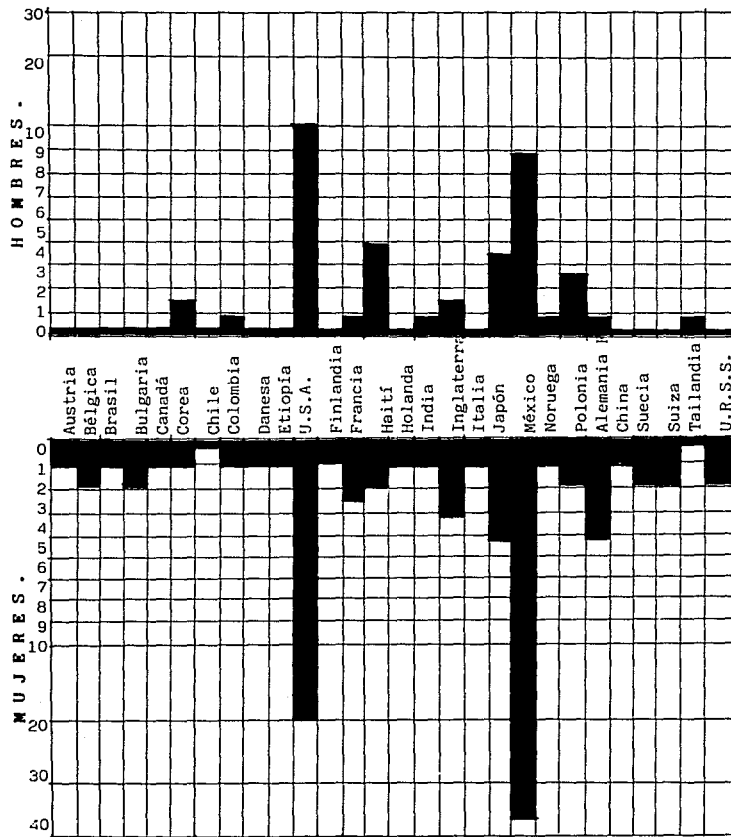 HOMBRES.
30
20
10
9
8
7
6
5
4
3
2
1
0
Austria
Bélgica
Brasil
Bulgaria
Canadá
Corea
Chile
Colombia
Danesa
Etiopía
U.S.A.
Finlandia
Francia
Haití
Holanda
India
Inglaterra
Italia
Japón
México
Noruega
Polonia
Alemania
China
Suecia
Suiza
Tailandia
U.R.S.S.
MUJERES.
0
1
2
3
4
5
6
7
8
9
10
20
30
40